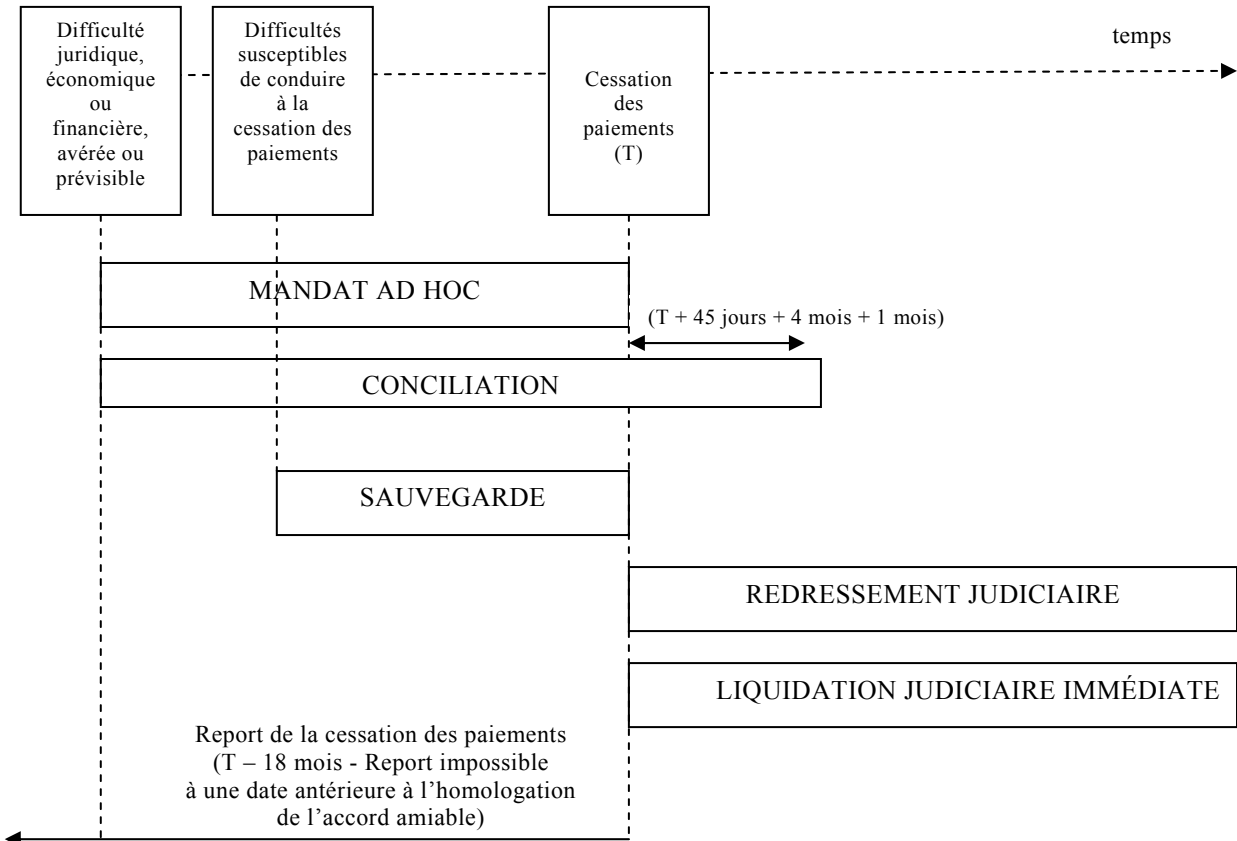 Difficulté
juridique,
économique
ou
financière,
avérée ou
prévisible
Difficultés
susceptibles
de conduire
à la
cessation des
paiements
Cessation
des
paiements
(T)
temps
MANDAT AD HOC
(T + 45 jours + 4 mois + 1 mois)
CONCILIATION
SAUVEGARDE
REDRESSEMENT JUDICIAIRE
LIQUIDATION JUDICIAIRE IMMÉDIATE
Report de la cessation des paiements
(T – 18 mois - Report impossible
à une date antérieure à l’homologation
de l’accord amiable)